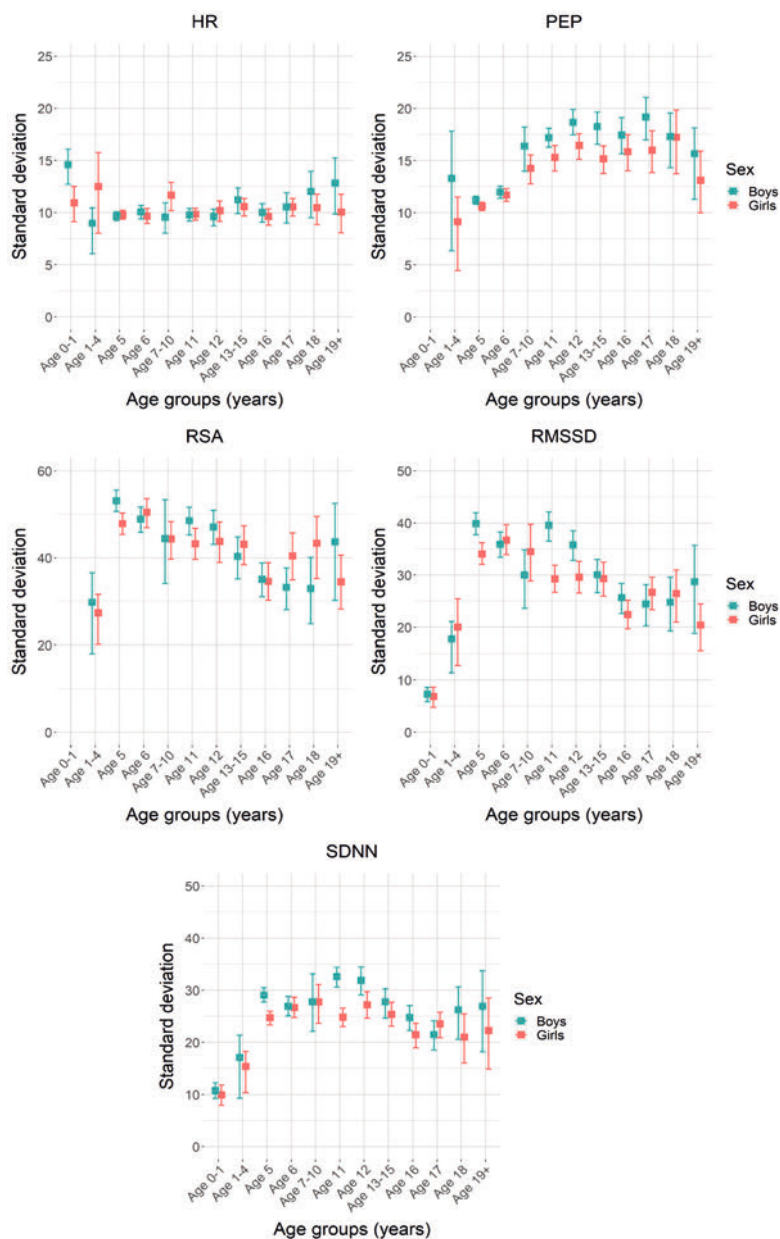 HR
Standard deviation
25
20
15
10
5
0
Age 0-1
Age 1-4
Age 5
Age 6
Age 7-10
Age 11
Age 12
Age 13-15
Age 16
Age 17
Age 18
Age 19+
Age groups (years)
PEP
Standard deviation
25
20
15
10
5
0
Age 0-1
Age 1-4
Age 5
Age 6
Age 7-10
Age 11
Age 12
Age 13-15
Age 16
Age 17
Age 18
Age 19+
Age groups (years)
Sex
Boys
Girls
RSA
Standard deviation
60
40
20
0
Age 0-1
Age 1-4
Age 5
Age 6
Age 7-10
Age 11
Age 12
Age 13-15
Age 16
Age 17
Age 18
Age 19+
Age groups (years)
RMSSD
Standard deviation
50
40
30
20
10
0
Age 0-1
Age 1-4
Age 5
Age 6
Age 7-10
Age 11
Age 12
Age 13-15
Age 16
Age 17
Age 18
Age 19+
Age groups (years)
Sex
Boys
Girls
SDNN
Standard deviation
50
40
30
20
10
0
Age 0-1
Age 1-4
Age 5
Age 6
Age 7-10
Age 11
Age 12
Age 13-15
Age 16
Age 17
Age 18
Age 19+
Age groups (years)
Sex
Boys
Girls